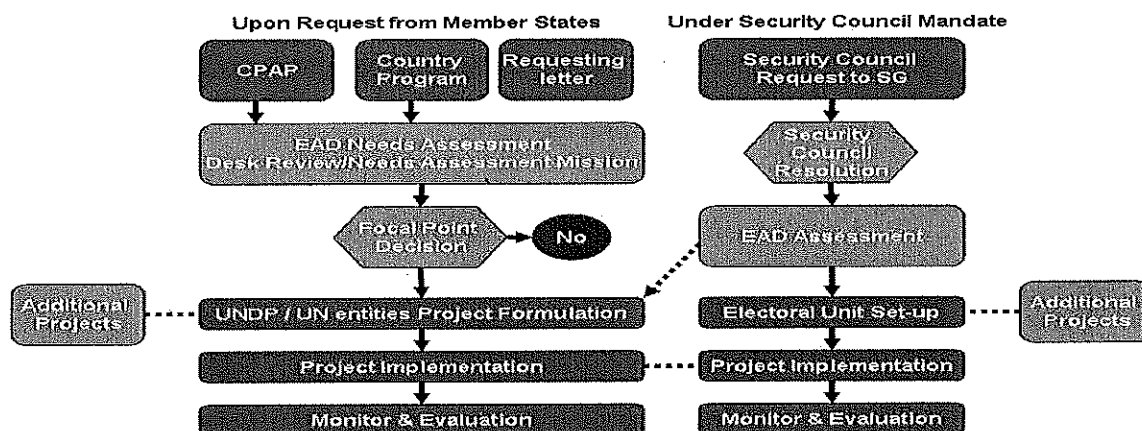 Upon Request from Member States
Under Security Council Mandate
CPAP
Country
Program
Requesting
letter
Security Council
Request to SG
EAD Needs Assessment
Desk Review/Needs Assessment Mission
Security
Council
Resolution
Focal Point
Decision
No
EAD Assessment
Additional
Projects
UNDP / UN entities Project Formulation
Electoral Unit Set-up
Additional
Projects
Project Implementation
Project Implementation
Monitor & Evaluation
Monitor & Evaluation